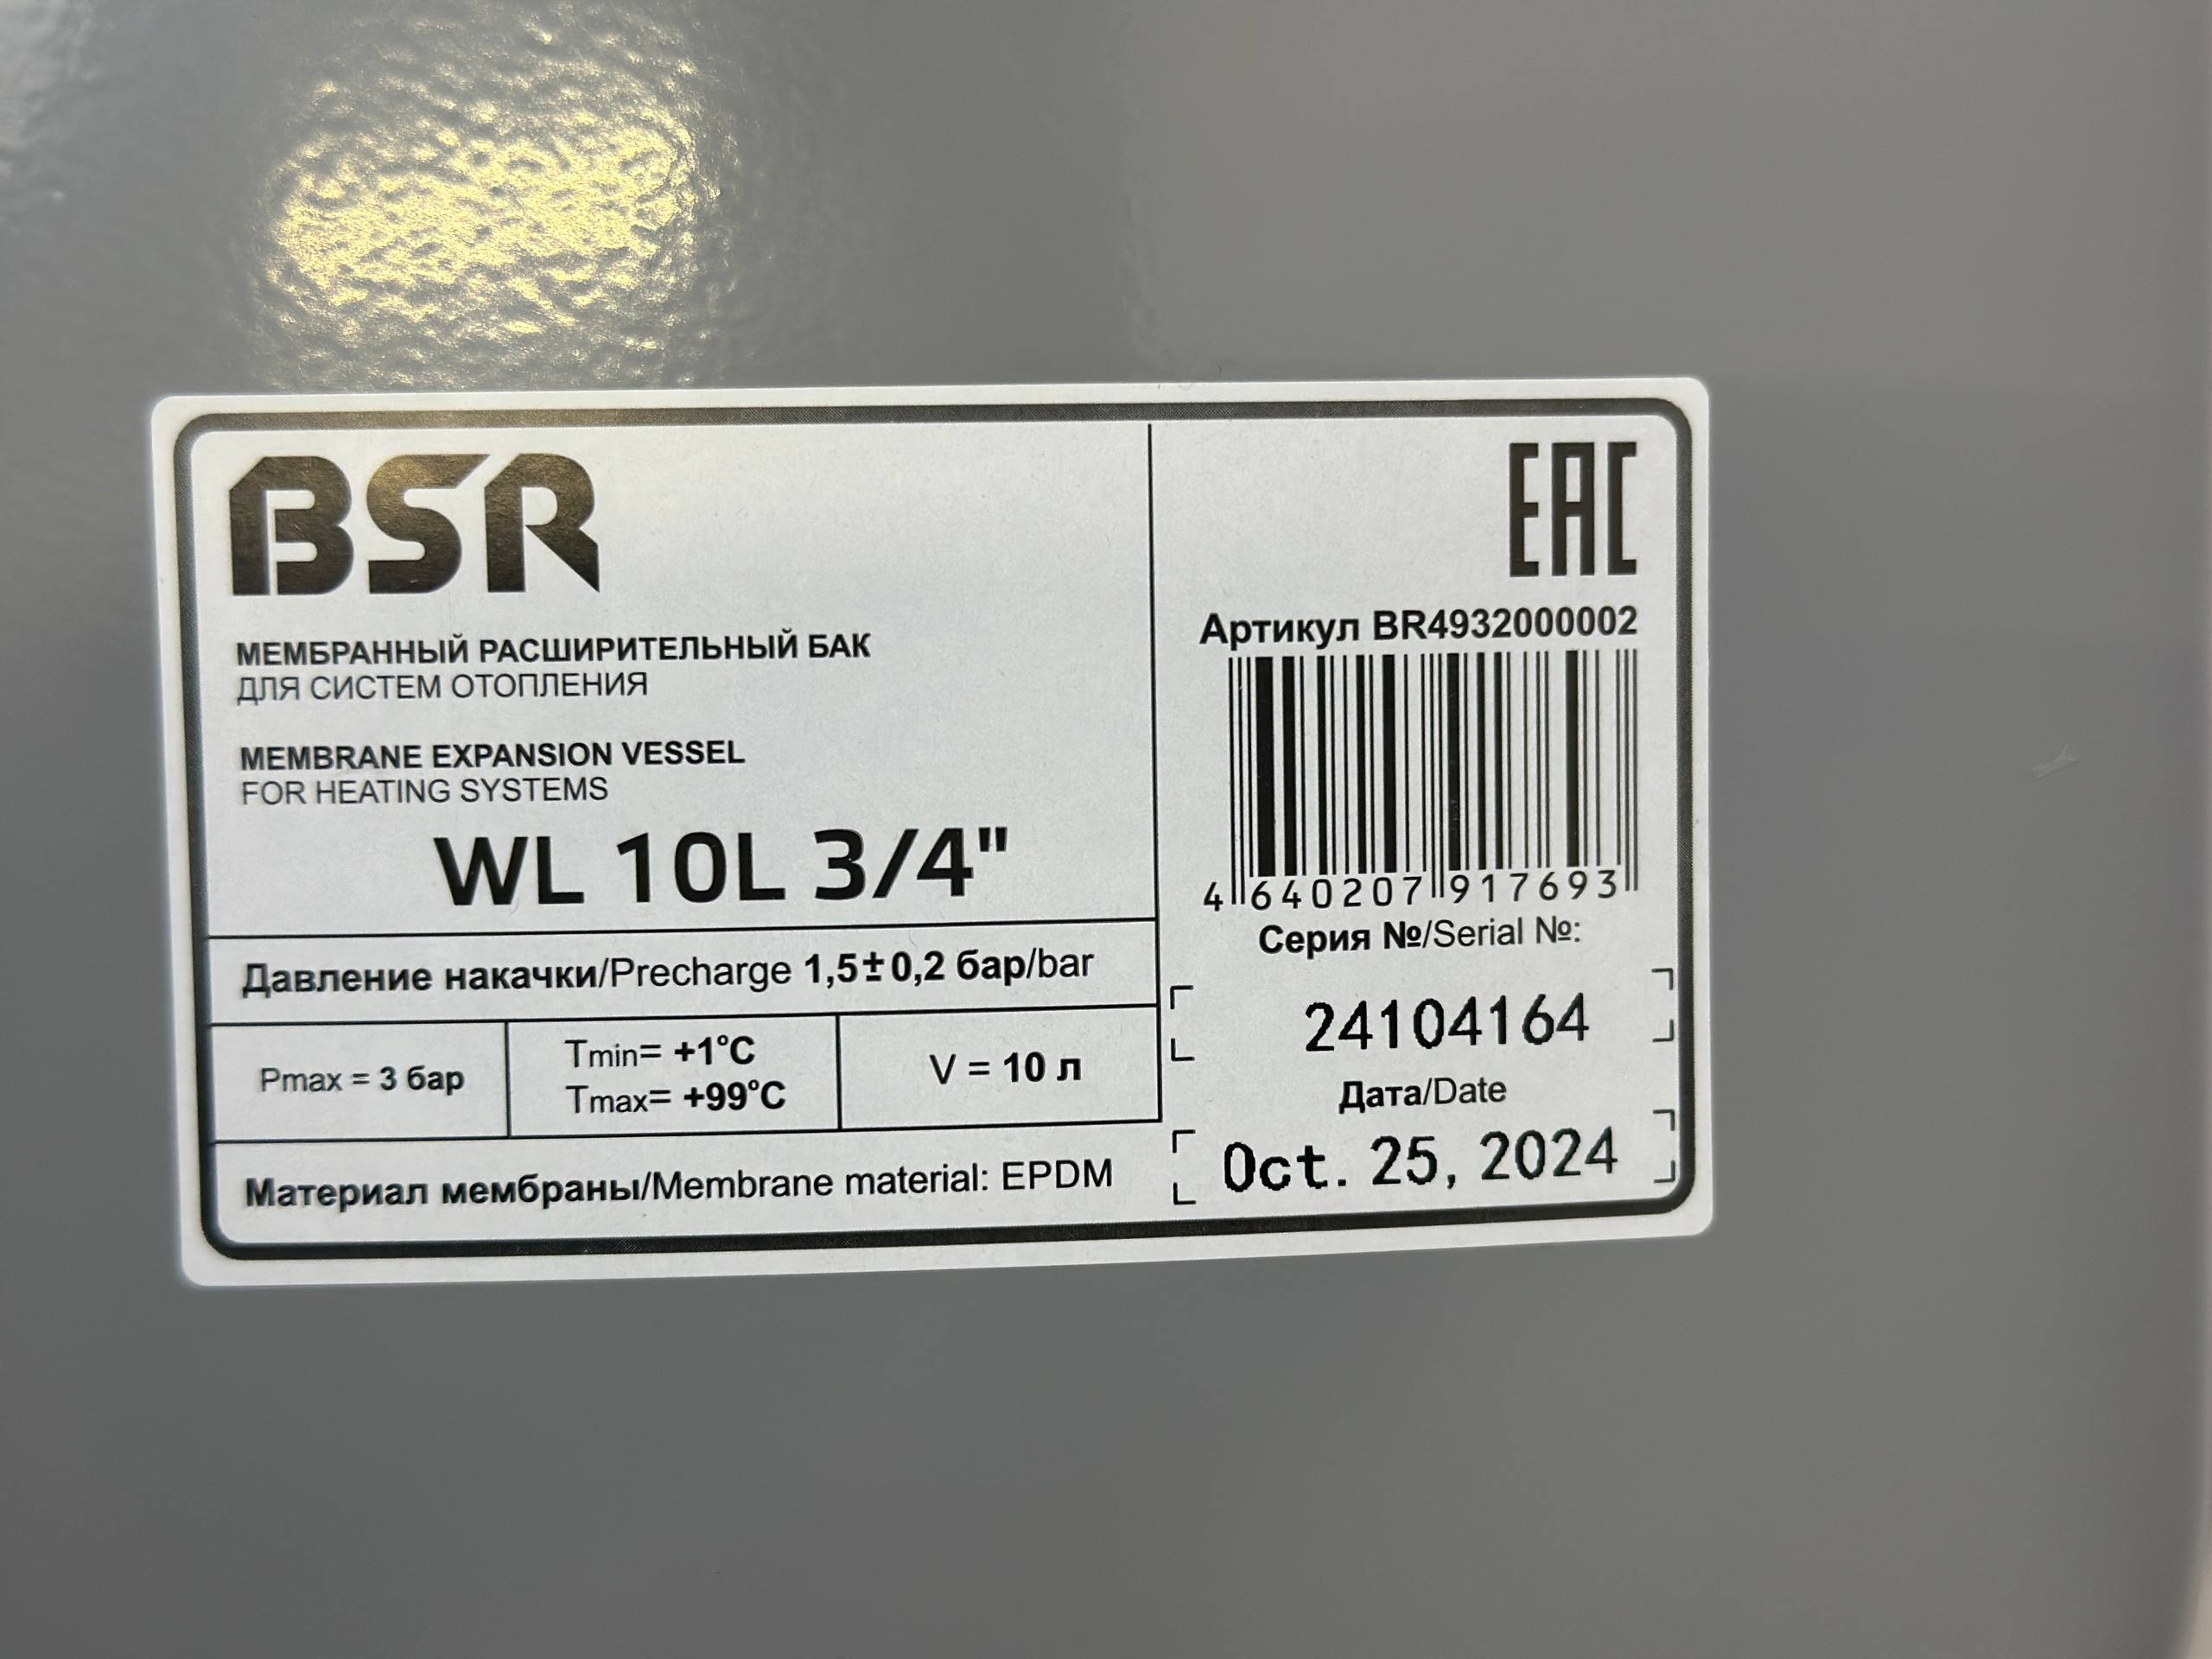 BSR
МЕМБРАННЫЙ РАСШИРИТЕЛЬНЫЙ БАК
ДЛЯ СИСТЕМ ОТОПЛЕНИЯ
MEMBRANE EXPANSION VESSEL
FOR HEATING SYSTEMS
WL 10L 3/4"
Давление накачки/Precharge 1,5±0,2 бар/bar
Pmax = 3 бар
Tmin= +1°C
Tmax= +99°C
V = 10 л
Материал мембраны/Membrane material: EPDM
EAC
Артикул BR4932000002
4 640207 917693
Серия №/Serial №:
24104164
Дата/Date
Oct. 25, 2024